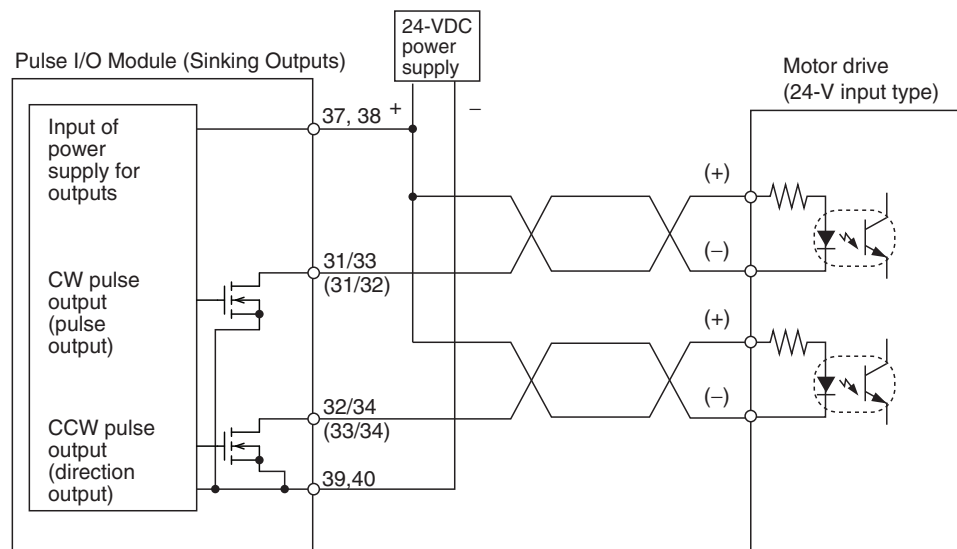 24-VDC
power
supply
Pulse I/O Module (Sinking Outputs)
Motor drive
(24-V input type)
+
−
37, 38
Input of
power
supply for
outputs
(+)
(−)
31/33
(31/32)
CW pulse
output
(pulse
output)
(+)
(−)
32/34
(33/34)
CCW pulse
output
(direction
output)
39,40